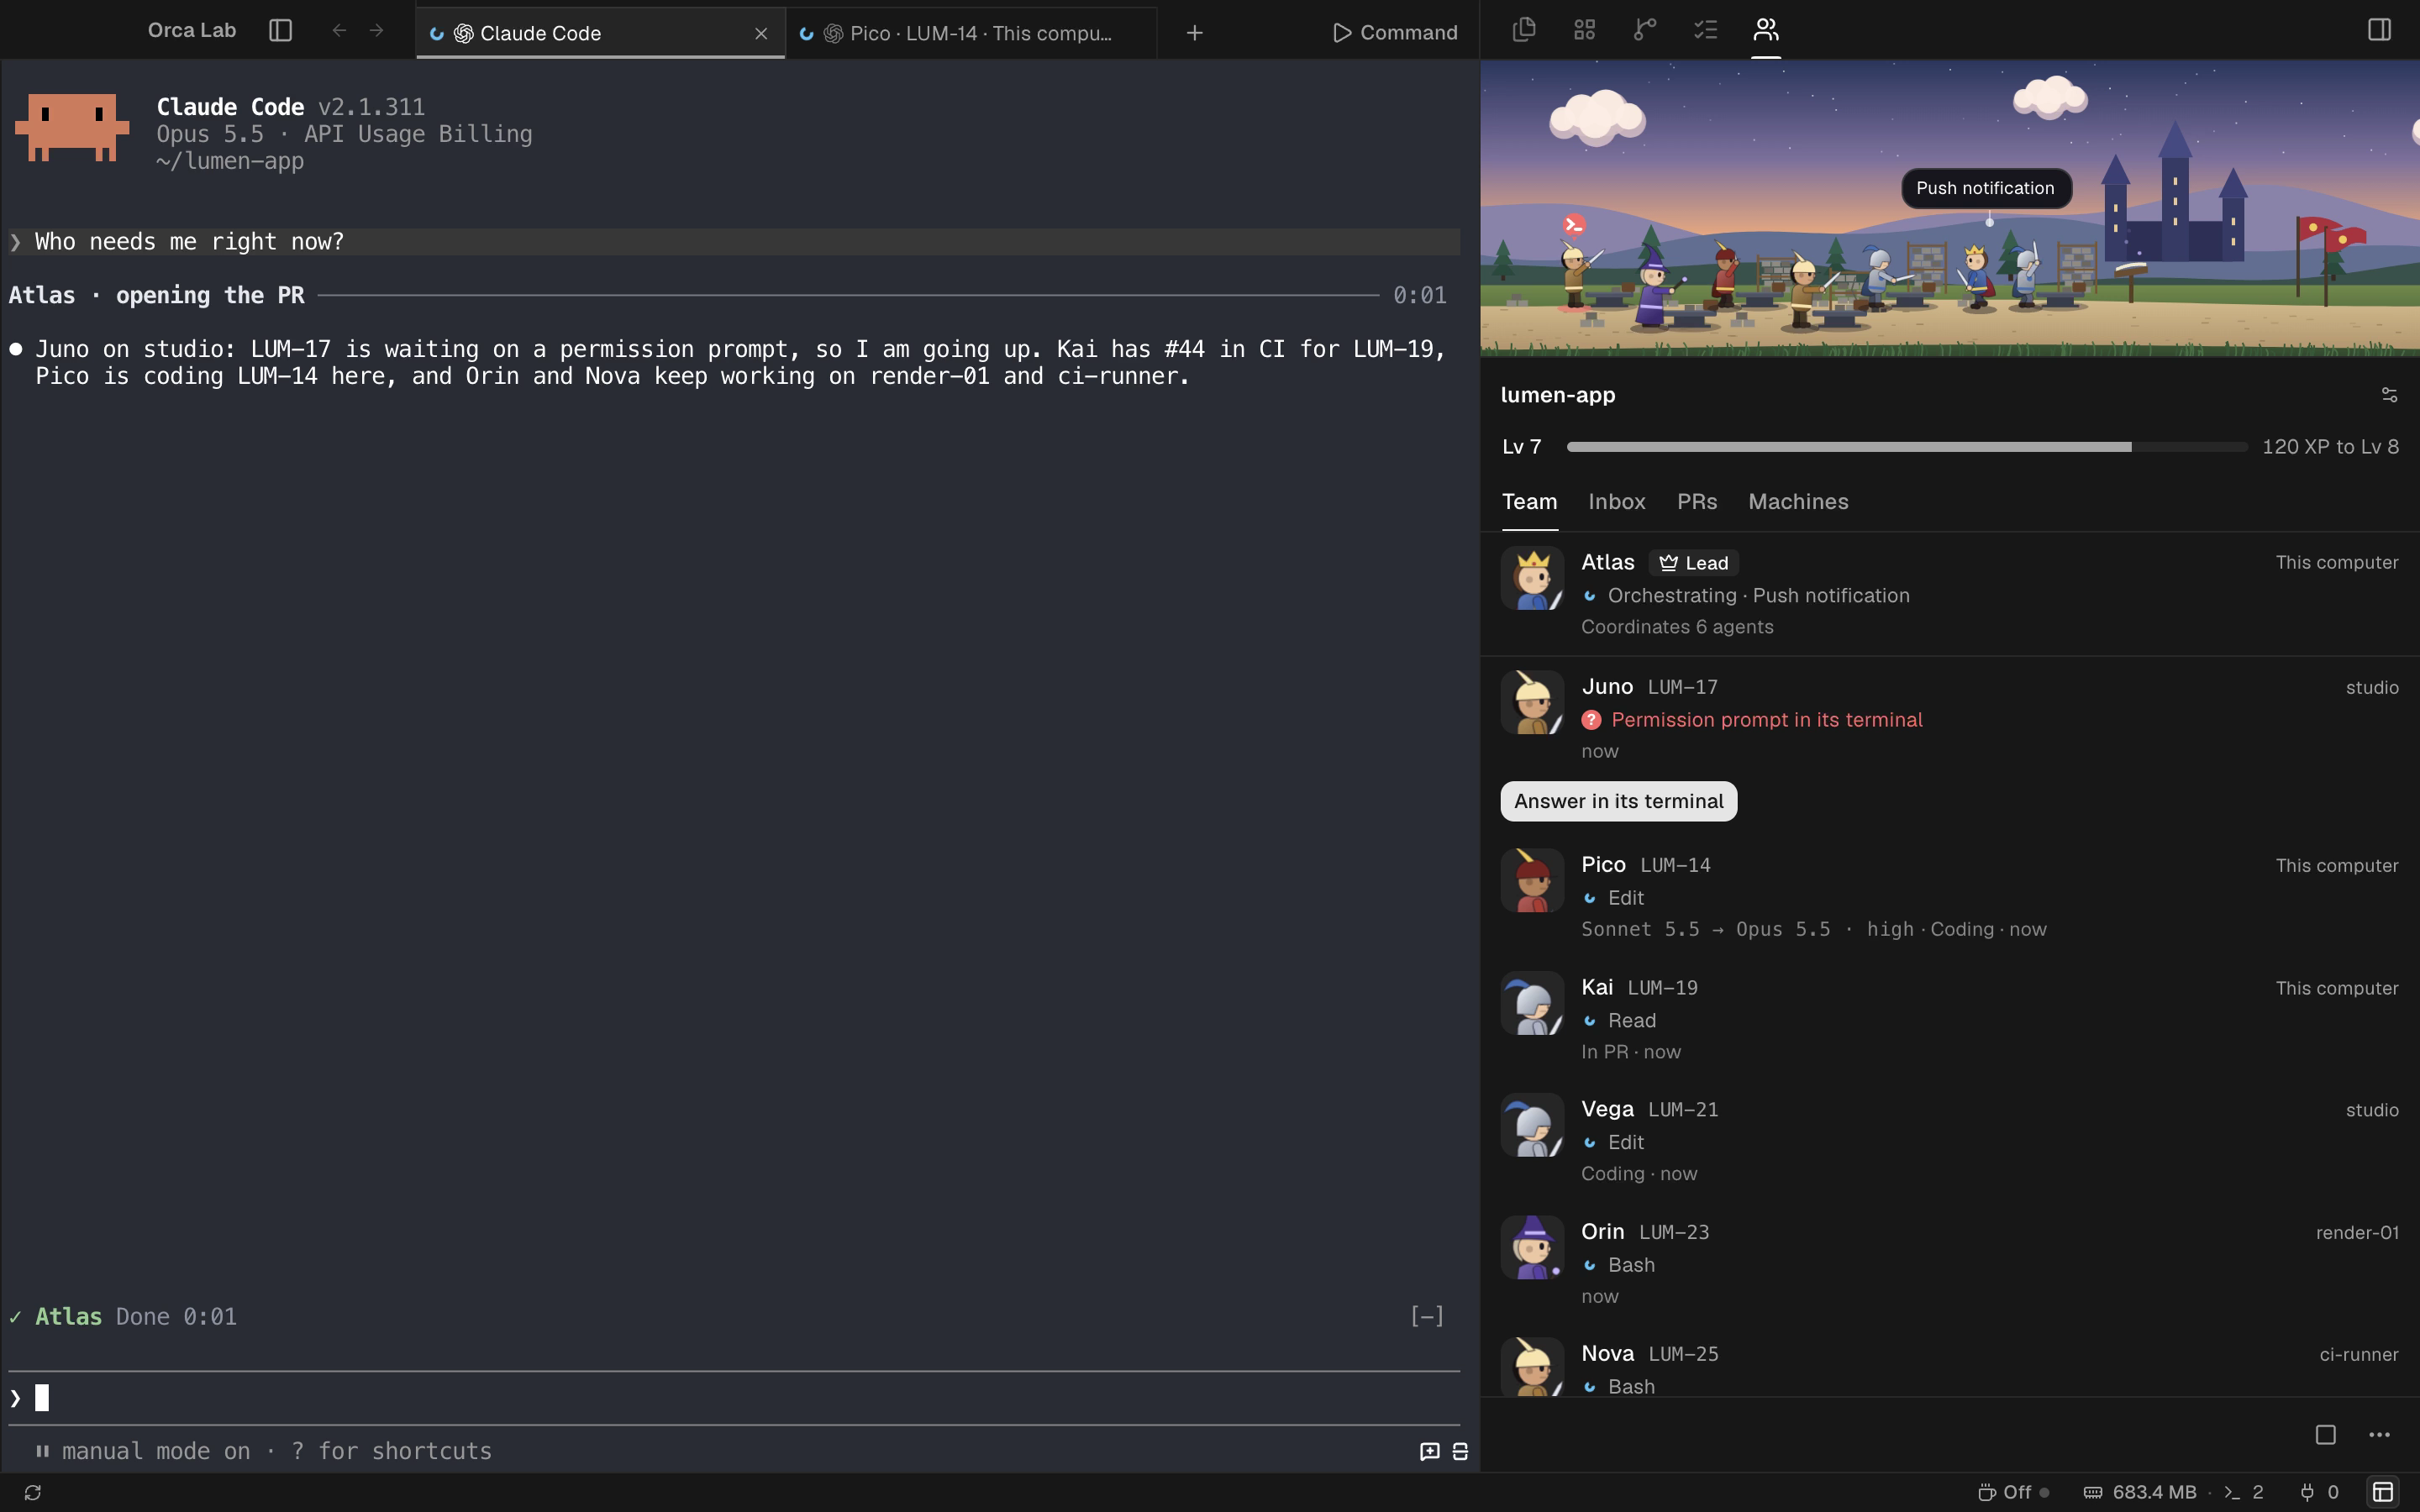 Orca Lab
Claude Code
Pico · LUM-14 · This compu...
Command
Claude Code v2.1.311
Opus 5.5 · API Usage Billing
~/lumen-app
❯ Who needs me right now?
Atlas · opening the PR 0:01
● Juno on studio: LUM-17 is waiting on a permission prompt, so I am going up. Kai has #44 in CI for LUM-19,
Pico is coding LUM-14 here, and Orin and Nova keep working on render-01 and ci-runner.
✓ Atlas Done 0:01 [-]
❯
manual mode on · ? for shortcuts
Push notification
lumen-app
Lv 7 120 XP to Lv 8
Team Inbox PRs Machines
Atlas Lead This computer
Orchestrating · Push notification
Coordinates 6 agents
Juno LUM-17 studio
? Permission prompt in its terminal
now
Answer in its terminal
Pico LUM-14 This computer
Edit
Sonnet 5.5 → Opus 5.5 · high · Coding · now
Kai LUM-19 This computer
Read
In PR · now
Vega LUM-21 studio
Edit
Coding · now
Orin LUM-23 render-01
Bash
now
Nova LUM-25 ci-runner
Bash
Off 683.4 MB · 2 0